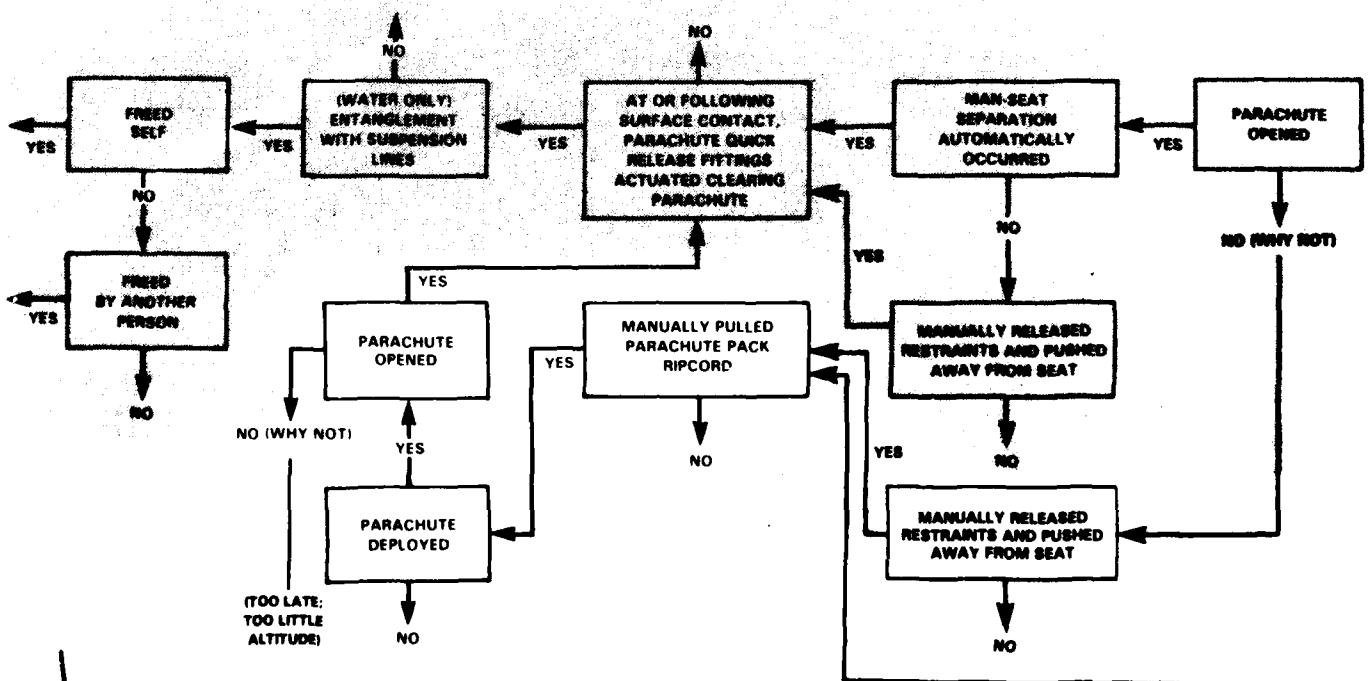 NO
NO
FREED
SELF
(WATER ONLY)
ENTANGLEMENT
WITH SUSPENSION
LINES
AT OR FOLLOWING
SURFACE CONTACT,
PARACHUTE QUICK
RELEASE FITTINGS
ACTUATED CLEARING
PARACHUTE
MAN-SEAT
SEPARATION
AUTOMATICALLY
OCCURRED
PARACHUTE
OPENED
YES
YES
YES
YES
YES
NO
NO
NO (WHY NOT)
FREED
BY ANOTHER
PERSON
YES
NO
YES
YES
PARACHUTE
OPENED
MANUALLY PULLED
PARACHUTE PACK
RIPCORD
MANUALLY RELEASED
RESTRAINTS AND PUSHED
AWAY FROM SEAT
YES
NO (WHY NOT)
YES
NO
YES
NO
PARACHUTE
DEPLOYED
MANUALLY RELEASED
RESTRAINTS AND PUSHED
AWAY FROM SEAT
(TOO LATE;
TOO LITTLE
ALTITUDE)
NO
NO